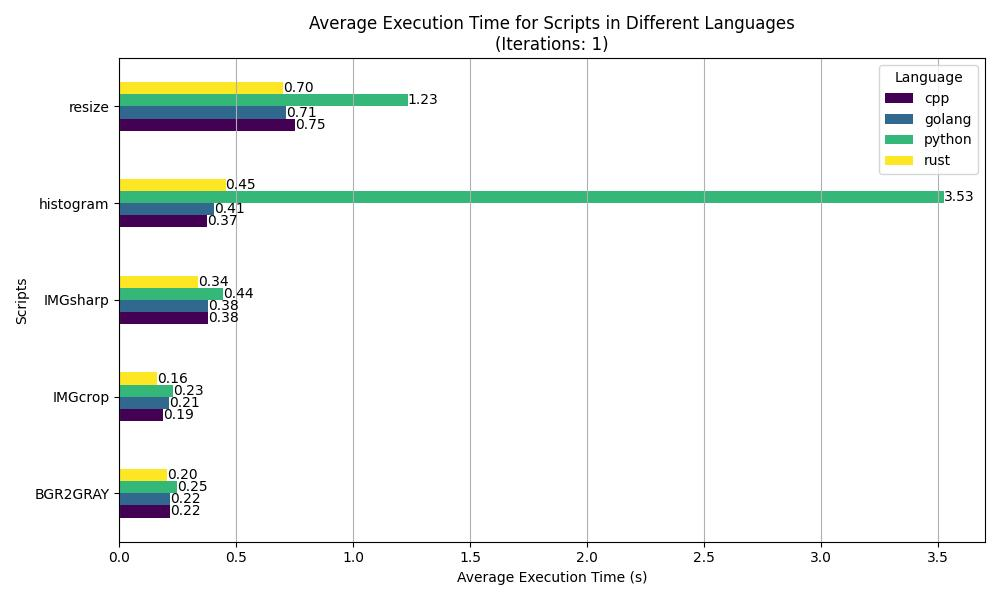 Average Execution Time for Scripts in Different Languages
(Iterations: 1)
Language
cpp
golang
python
rust
Scripts
resize
0.70
1.23
0.71
0.75
histogram
0.45
3.53
0.41
0.37
IMGsharp
0.34
0.44
0.38
0.38
IMGcrop
0.16
0.23
0.21
0.19
BGR2GRAY
0.20
0.25
0.22
0.22
0.0 0.5 1.0 1.5 2.0 2.5 3.0 3.5
Average Execution Time (s)